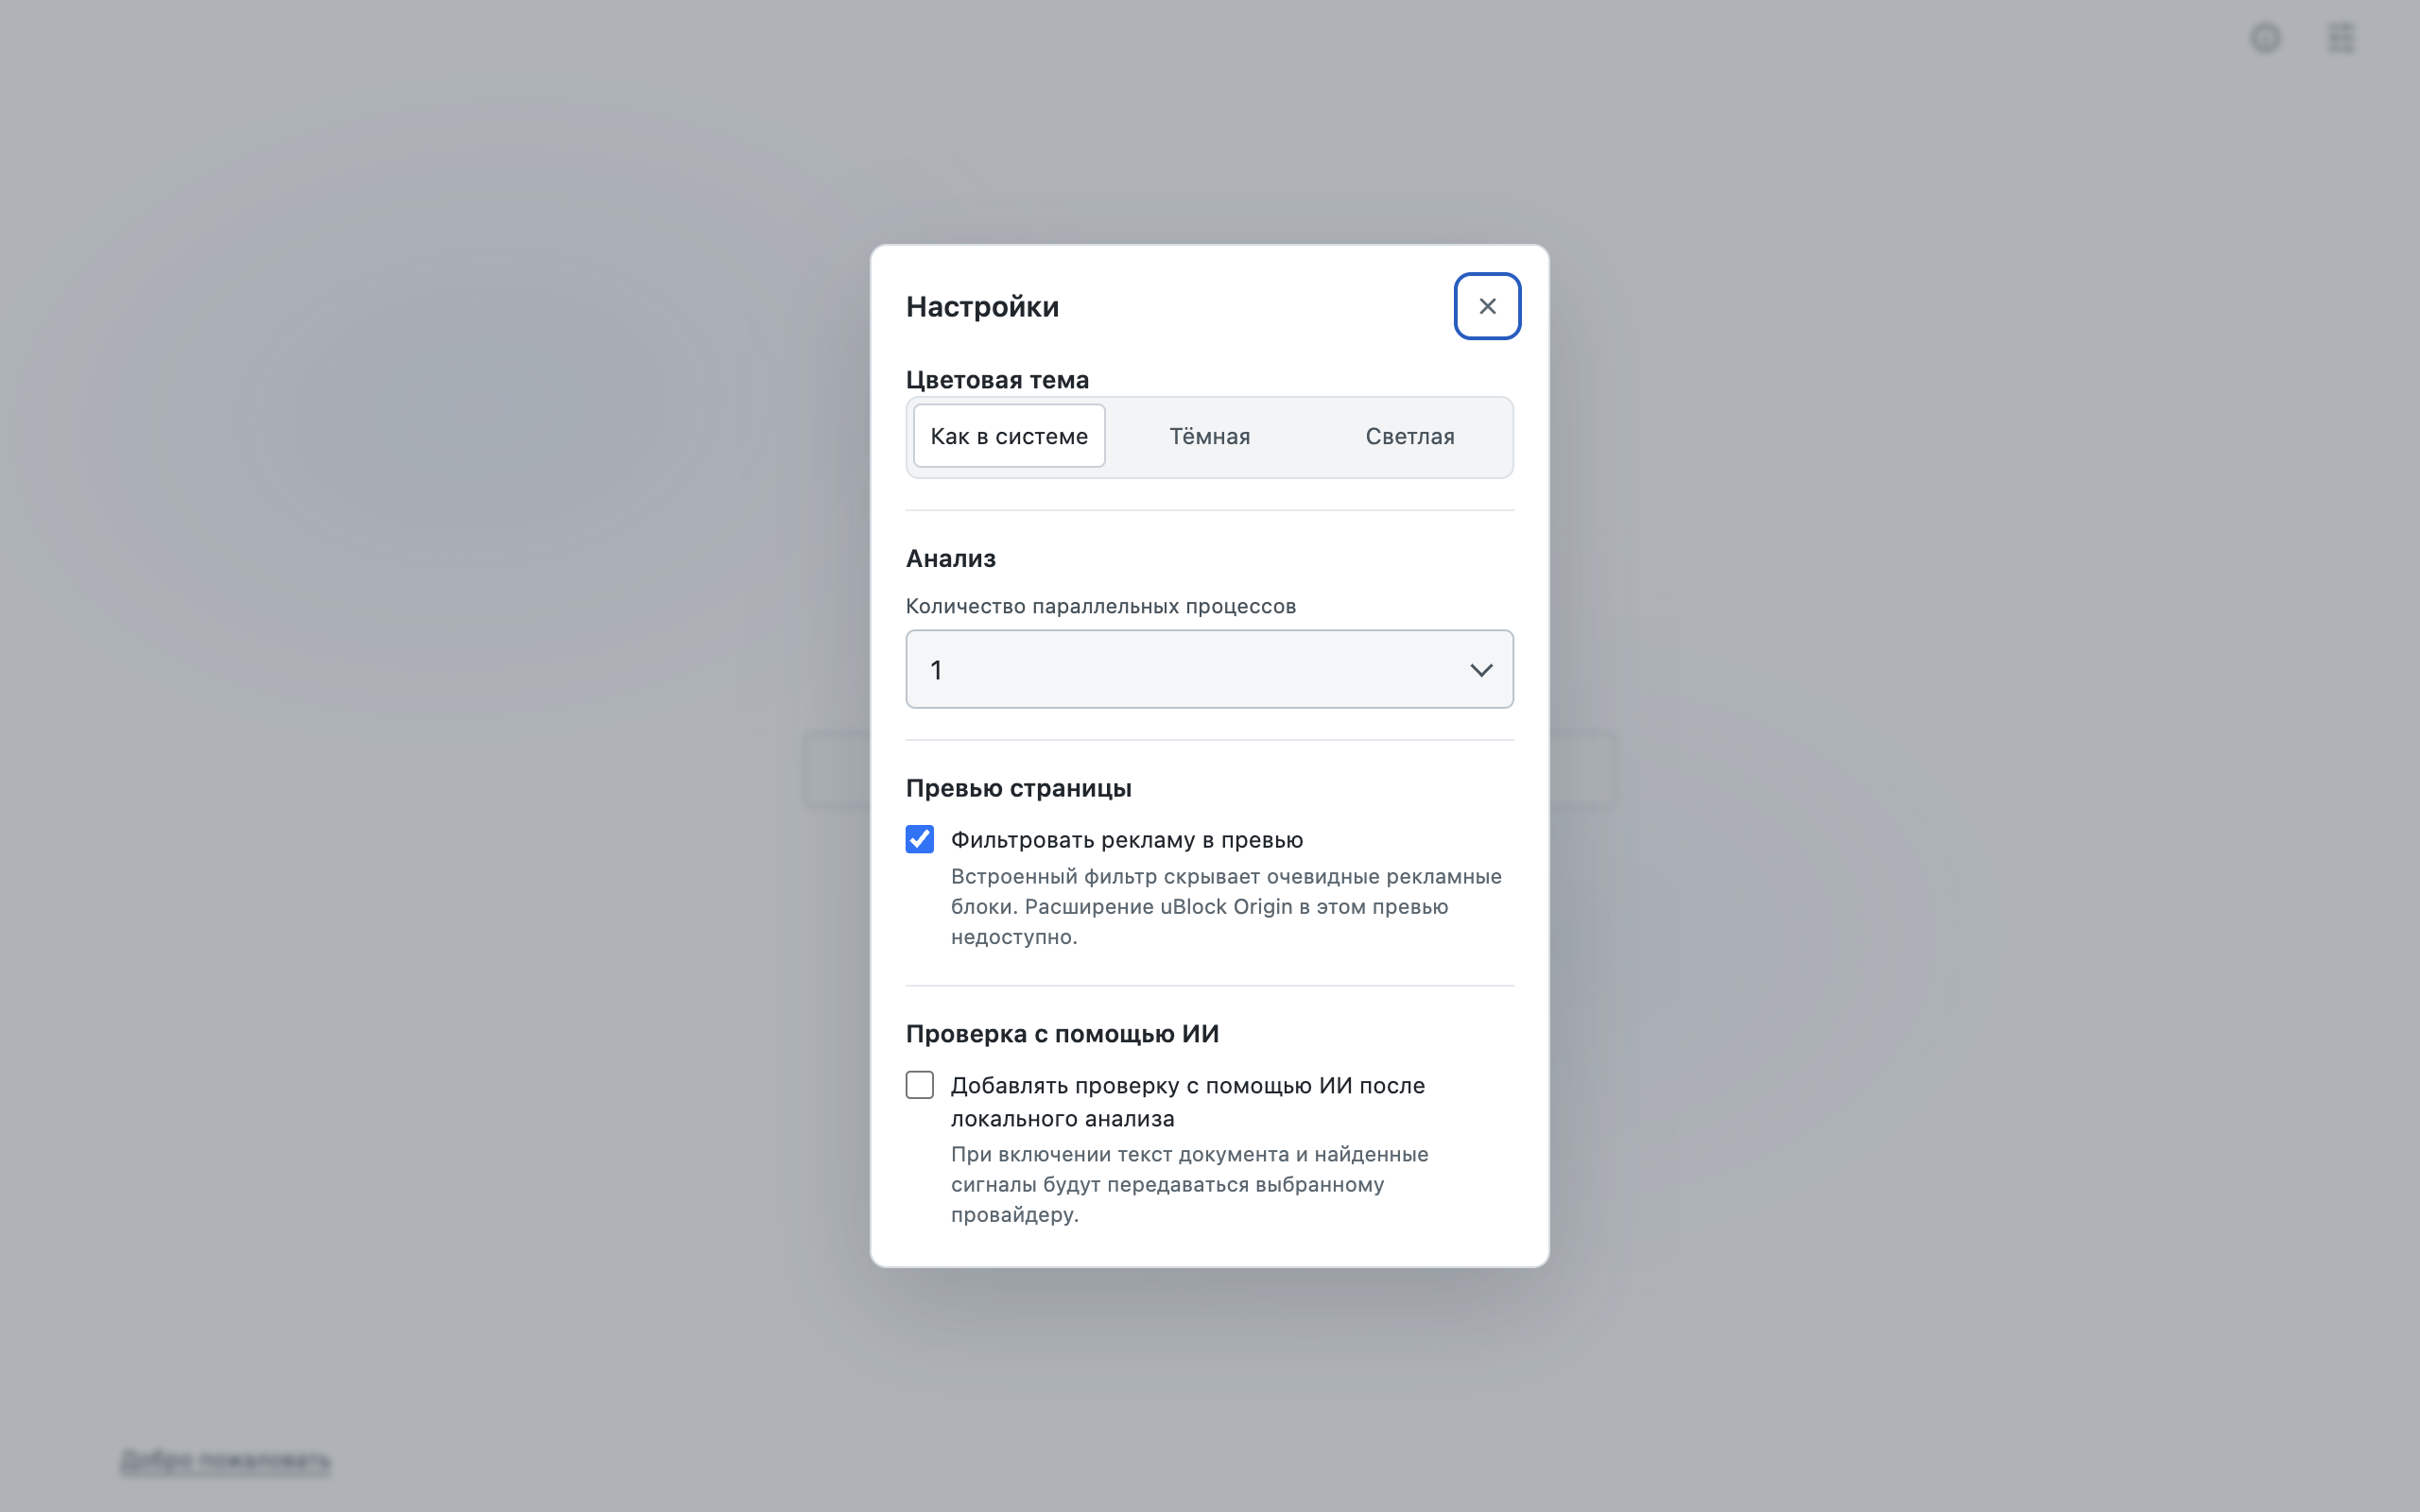 Настройки
Цветовая тема
Как в системе
Тёмная
Светлая
Анализ
Количество параллельных процессов
1
Превью страницы
Фильтровать рекламу в превью
Встроенный фильтр скрывает очевидные рекламные
блоки. Расширение uBlock Origin в этом превью
недоступно.
Проверка с помощью ИИ
Добавлять проверку с помощью ИИ после
локального анализа
При включении текст документа и найденные
сигналы будут передаваться выбранному
провайдеру.
Добро пожаловать